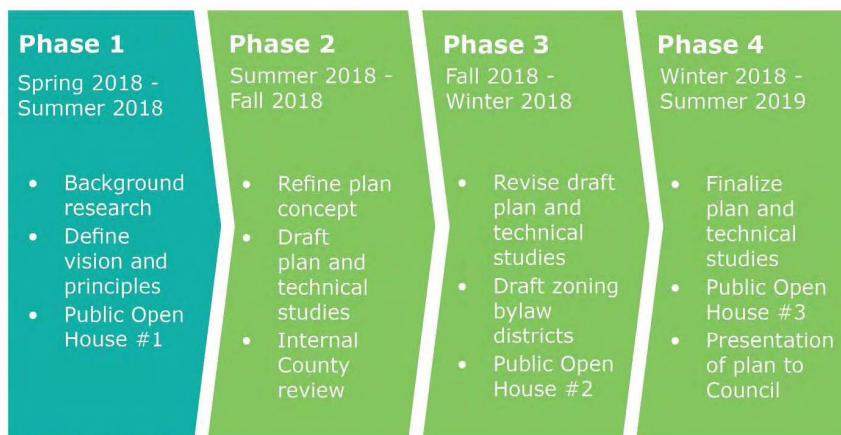 Phase 1
Spring 2018 -
Summer 2018
• Background
research
• Define
vision and
principles
• Public Open
House #1
Phase 2
Summer 2018 -
Fall 2018
• Refine plan
concept
• Draft
plan and
technical
studies
• Internal
County
review
Phase 3
Fall 2018 -
Winter 2018
• Revise draft
plan and
technical
studies
• Draft zoning
bylaw
districts
• Public Open
House #2
Phase 4
Winter 2018 -
Summer 2019
• Finalize
plan and
technical
studies
• Public Open
House #3
• Presentation
of plan to
Council